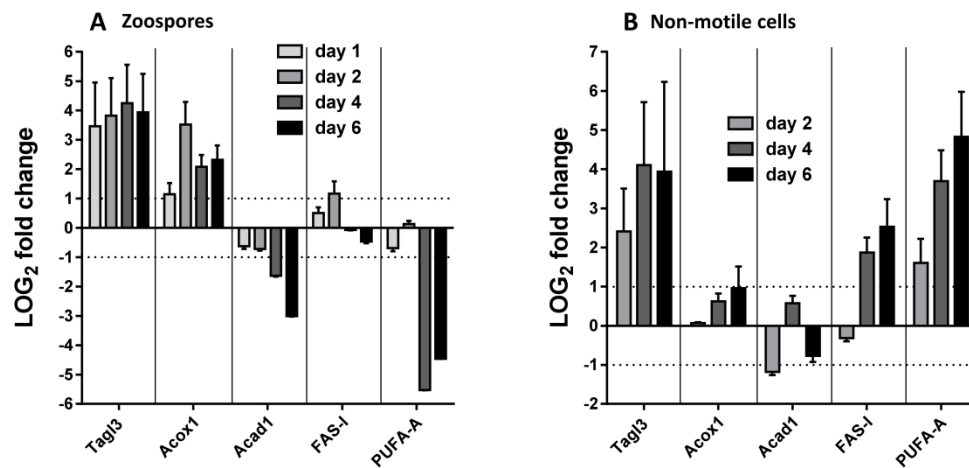 A Zoospores
6
5
4
3
2
1
0
-1
-2
-3
-4
-5
-6
LOG2 fold change
day 1
day 2
day 4
day 6
Tagl3
Acox1
Acad1
FAS-I
PUFA-A
B Non-motile cells
7
6
5
4
3
2
1
0
-1
-2
LOG2 fold change
day 2
day 4
day 6
Tagl3
Acox1
Acad1
FAS-I
PUFA-A